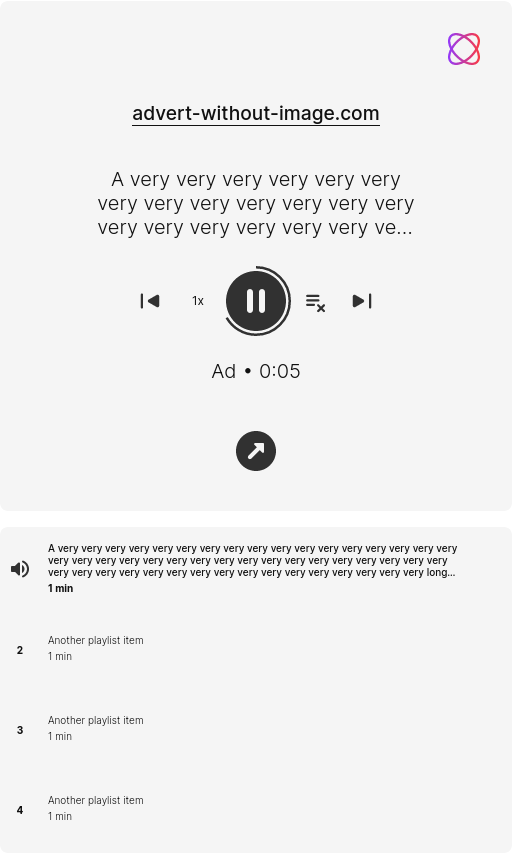 advert-without-image.com
A very very very very very very
very very very very very very very
very very very very very very ve...
1x
Ad • 0:05
A very very very very very very very very very very very very very very very very very
very very very very very very very very very very very very very very very very very
very very very very very very very very very very very very very very very very long...
1 min
2
Another playlist item
1 min
3
Another playlist item
1 min
4
Another playlist item
1 min